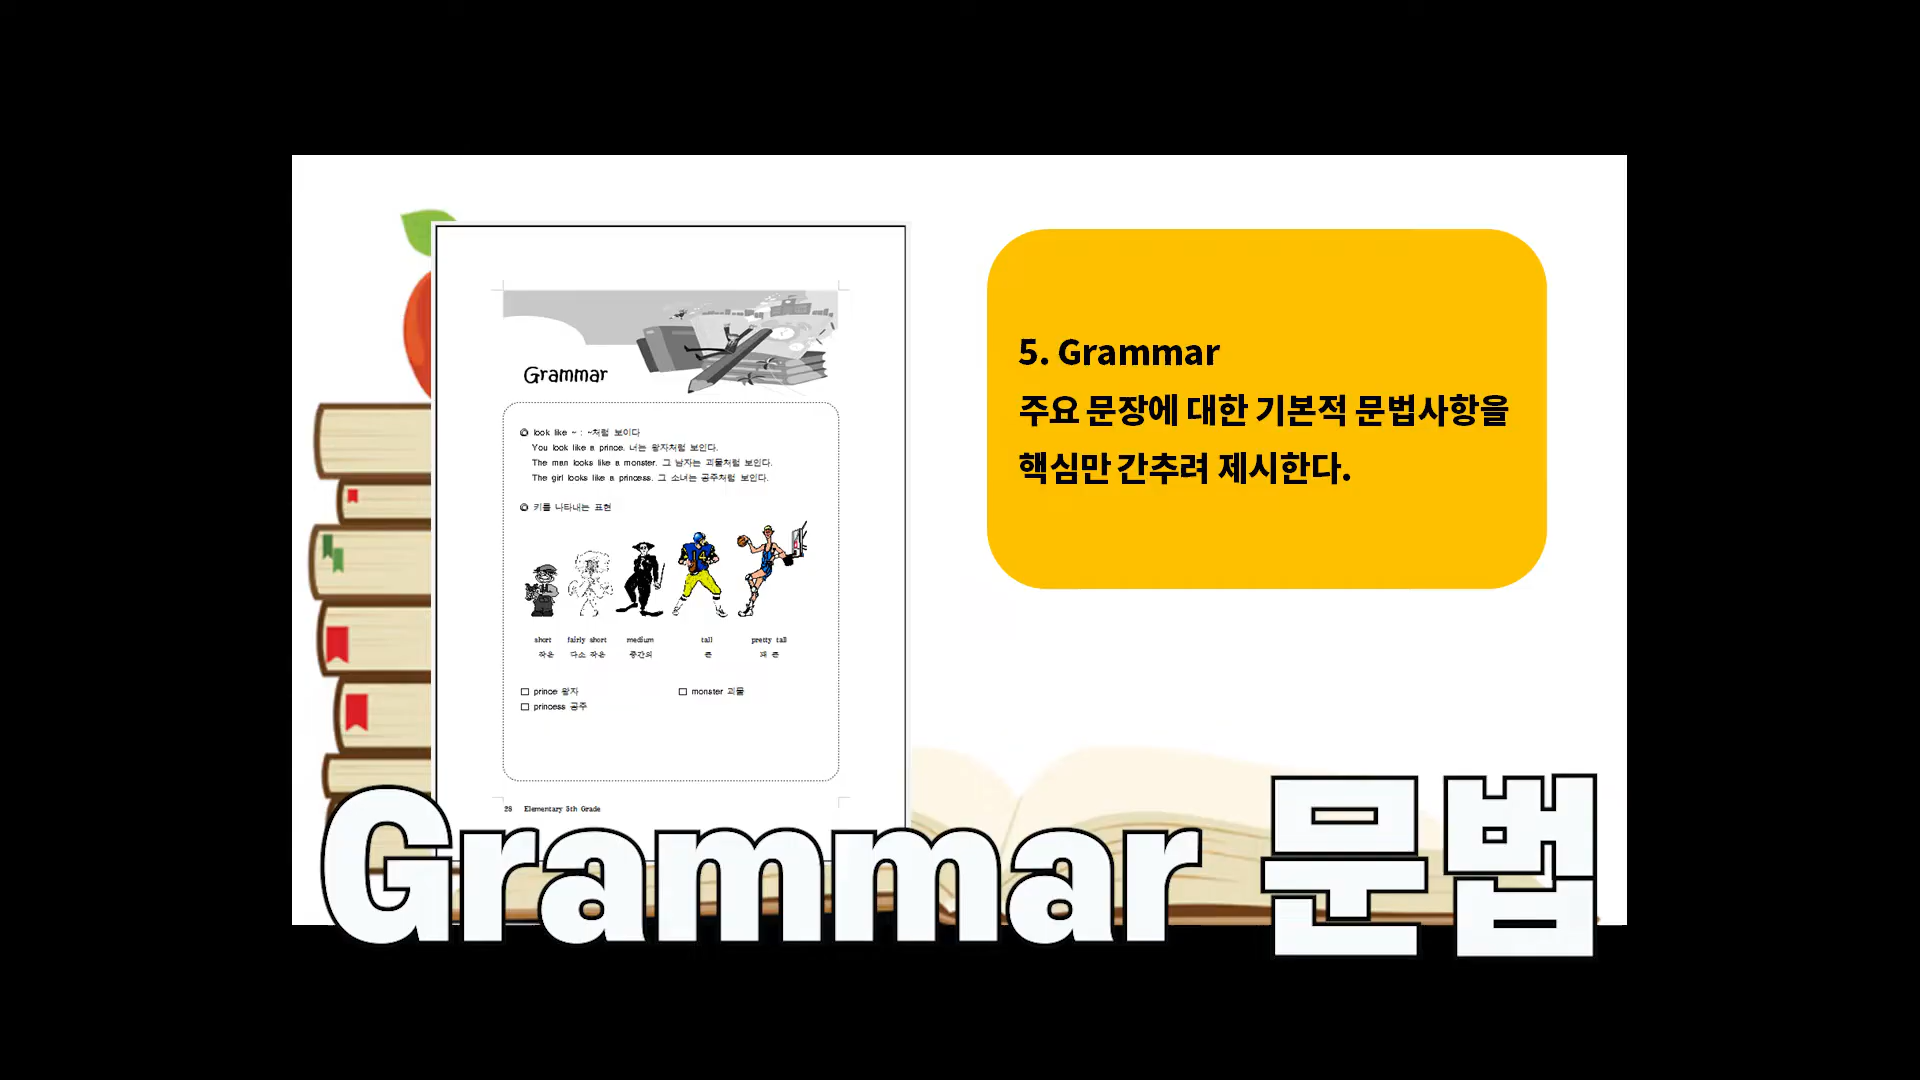 Grammar
look like ~ : ~처럼 보이다
You look like a prince. 너는 왕자처럼 보인다.
The man looks like a monster. 그 남자는 괴물처럼 보인다.
The girl looks like a princess. 그 소녀는 공주처럼 보인다.
키를 나타내는 표현
short fairly short medium tall pretty tall
작은 다소 작은 중간의 큰 꽤 큰
prince 왕자 monster 괴물
princess 공주
28 Elementary 5th Grade
5. Grammar
주요 문장에 대한 기본적 문법사항을
핵심만 간추려 제시한다.
Grammar 문법